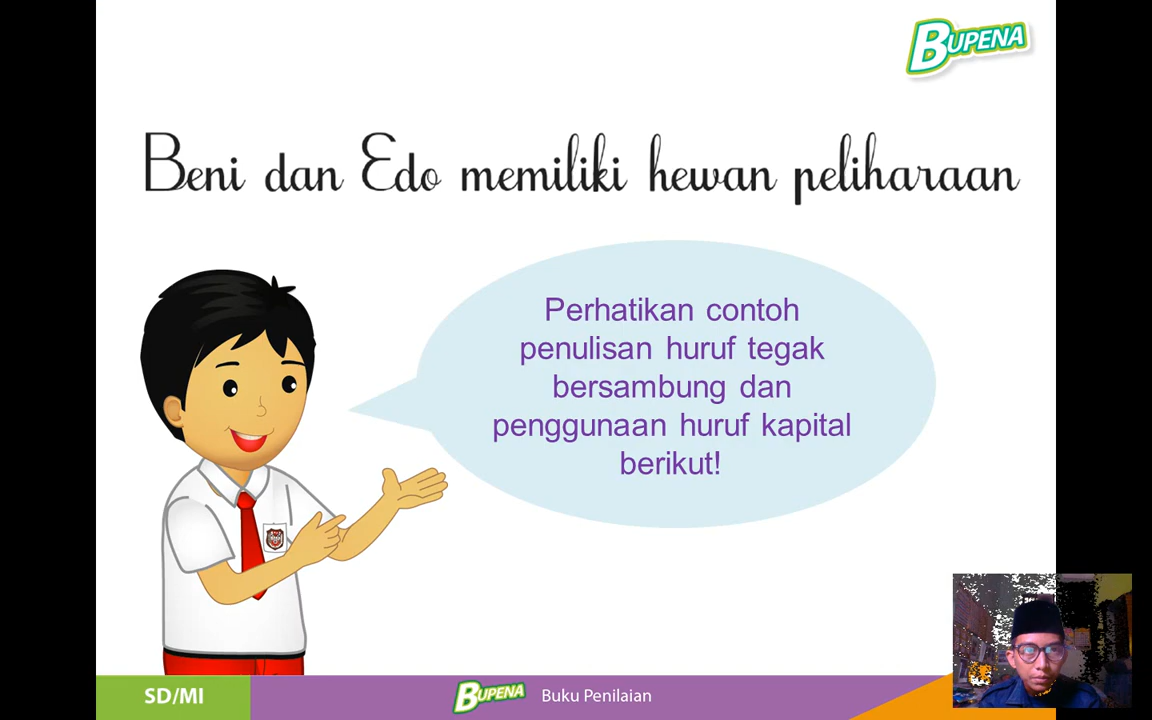 BUPENA
Beni dan Edo memiliki hewan peliharaan
Perhatikan contoh
penulisan huruf tegak
bersambung dan
penggunaan huruf kapital
berikut!
SD/MI
BUPENA
Buku Penilaian